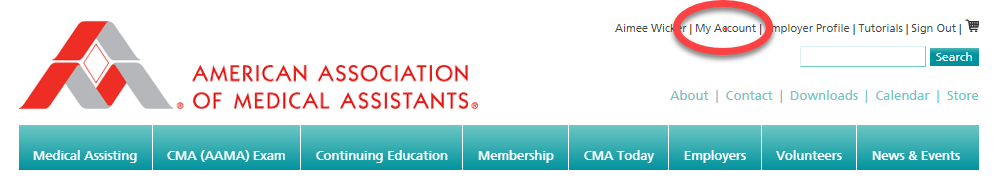 Aimee Wicker | My Account | Employer Profile | Tutorials | Sign Out |
Search
AMERICAN ASSOCIATION
OF MEDICAL ASSISTANTS®
About | Contact | Downloads | Calendar | Store
Medical Assisting CMA (AAMA) Exam Continuing Education Membership CMA Today Employers Volunteers News & Events